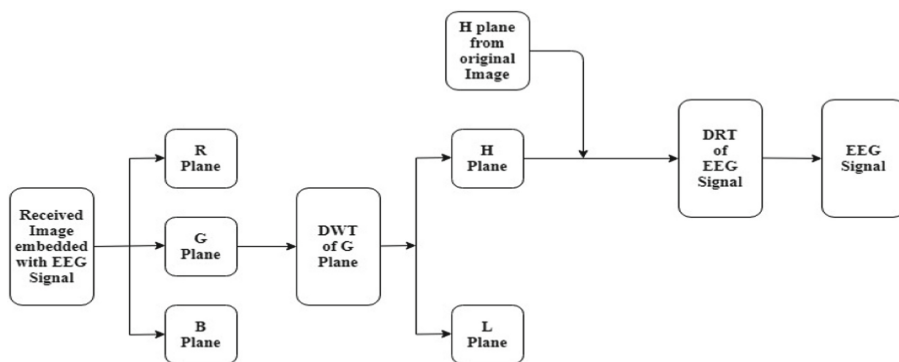 H plane
from
original
Image
R
Plane
H
Plane
DRT
of
EEG
Signal
EEG
Signal
Received
Image
embedded
with EEG
Signal
G
Plane
DWT
of G
Plane
B
Plane
L
Plane